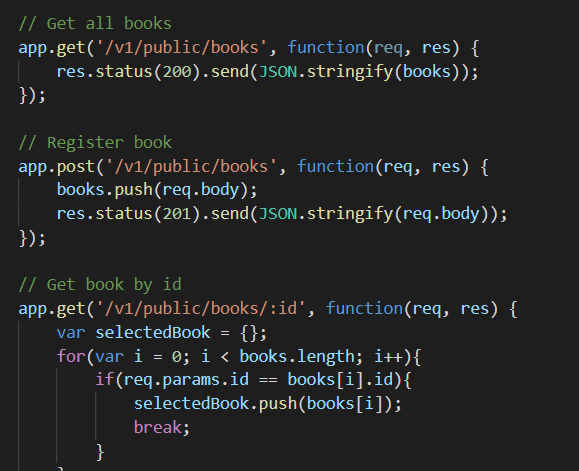 // Get all books
app.get('/v1/public/books', function(req, res) {
    res.status(200).send(JSON.stringify(books));
});

// Register book
app.post('/v1/public/books', function(req, res) {
    books.push(req.body);
    res.status(201).send(JSON.stringify(req.body));
});

// Get book by id
app.get('/v1/public/books/:id', function(req, res) {
    var selectedBook = {};
    for(var i = 0; i < books.length; i++){
        if(req.params.id == books[i].id){
            selectedBook.push(books[i]);
            break;
        }
    }